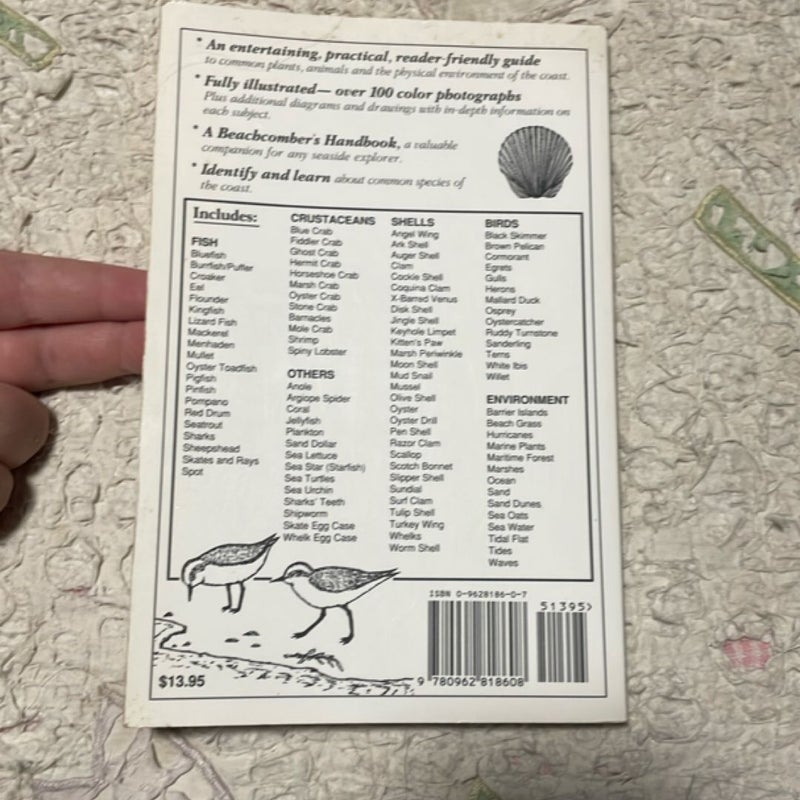 * An entertaining, practical, reader-friendly guide
to common plants, animals and the physical environment of the coast.
* Fully illustrated— over 100 color photographs
Plus additional diagrams and drawings with in-depth information on
each subject.
* A Beachcomber's Handbook, a valuable
companion for any seaside explorer.
* Identify and learn about common species of
the coast.
Includes:
FISH
Bluefish
Burrfish/Puffer
Croaker
Eel
Flounder
Kingfish
Lizard Fish
Mackerel
Menhaden
Mullet
Oyster Toadfish
Pigfish
Pinfish
Pompano
Red Drum
Seatrout
Sharks
Sheepshead
Skates and Rays
Spot
CRUSTACEANS
Blue Crab
Fiddler Crab
Ghost Crab
Hermit Crab
Horseshoe Crab
Marsh Crab
Oyster Crab
Stone Crab
Barnacles
Mole Crab
Shrimp
Spiny Lobster
OTHERS
Anole
Argiope Spider
Coral
Jellyfish
Plankton
Sand Dollar
Sea Lettuce
Sea Star (Starfish)
Sea Turtles
Sea Urchin
Sharks' Teeth
Shipworm
Skate Egg Case
Whelk Egg Case
SHELLS
Angel Wing
Ark Shell
Auger Shell
Clam
Cockle Shell
Coquina Clam
X-Barred Venus
Disk Shell
Jingle Shell
Keyhole Limpet
Kitten's Paw
Marsh Periwinkle
Moon Shell
Mud Snail
Mussel
Olive Shell
Oyster
Oyster Drill
Pen Shell
Razor Clam
Scallop
Scotch Bonnet
Slipper Shell
Sundial
Surf Clam
Tulip Shell
Turkey Wing
Whelks
Worm Shell
BIRDS
Black Skimmer
Brown Pelican
Cormorant
Egrets
Gulls
Herons
Mallard Duck
Osprey
Oystercatcher
Ruddy Turnstone
Sanderling
Terns
White Ibis
Willet
ENVIRONMENT
Barrier Islands
Beach Grass
Hurricanes
Marine Plants
Maritime Forest
Marshes
Ocean
Sand
Sand Dunes
Sea Oats
Sea Water
Tidal Flat
Tides
Waves
ISBN 0-9628186-0-7
51395>
9 780962 818608
$13.95